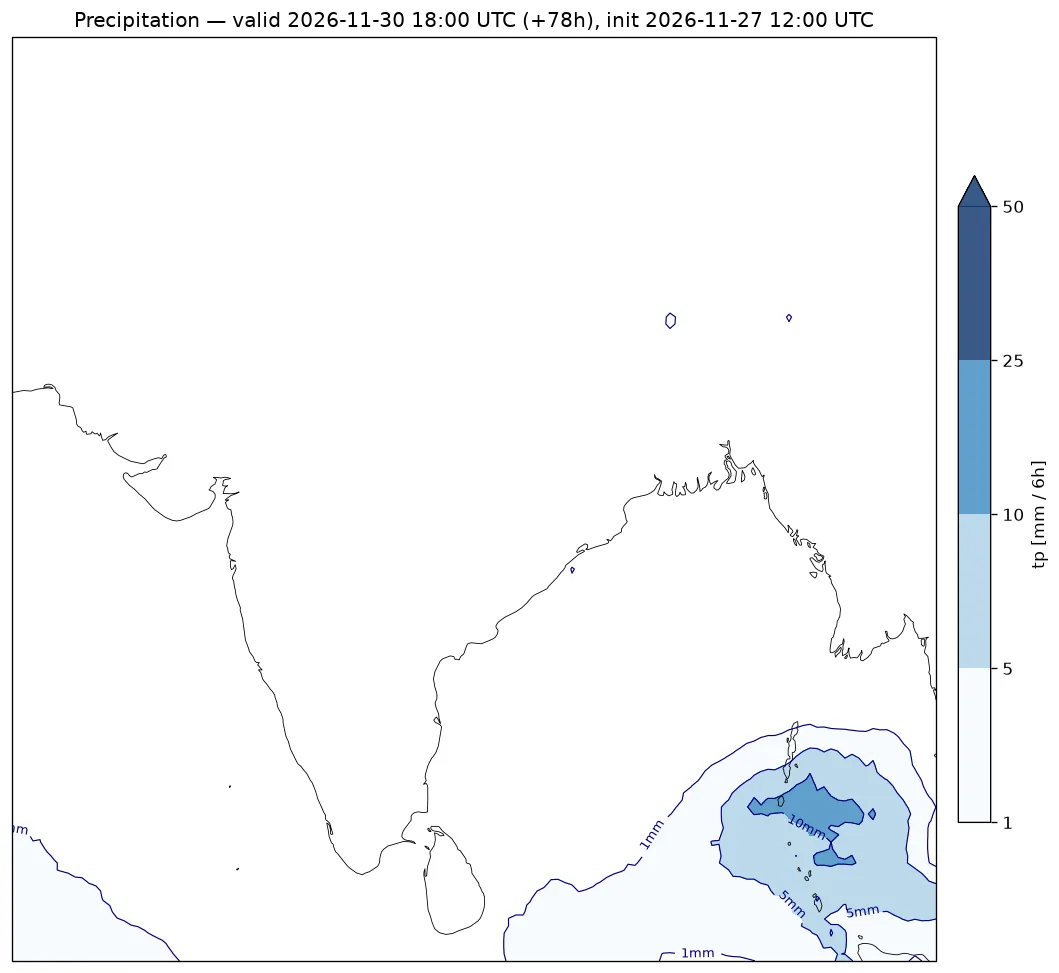 Precipitation — valid 2026-11-30 18:00 UTC (+78h), init 2026-11-27 12:00 UTC
50
25
10
5
1
tp [mm / 6h]
mm
1mm
10mm
5mm
5mm
1mm